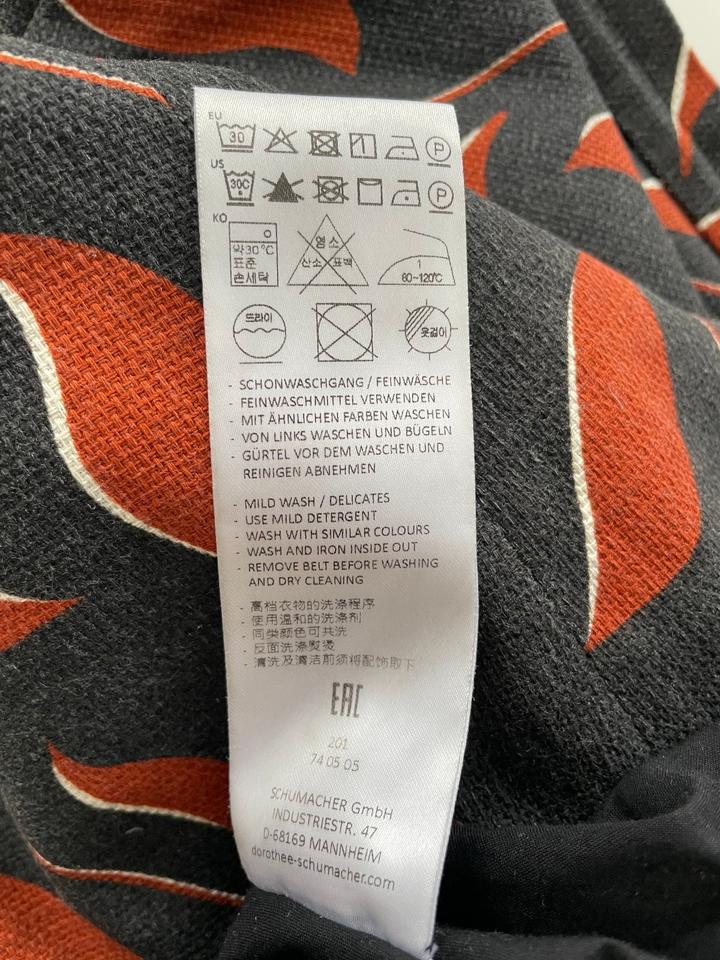 EU
30
P
US
30C
P
KO
약30℃
표준
손세탁
염소
산소 표백
1
60~120℃
드라이
옷걸이
- SCHONWASCHGANG / FEINWÄSCHE
- FEINWASCHMITTEL VERWENDEN
- MIT ÄHNLICHEN FARBEN WASCHEN
- VON LINKS WASCHEN UND BÜGELN
- GÜRTEL VOR DEM WASCHEN UND
REINIGEN ABNEHMEN
- MILD WASH / DELICATES
- USE MILD DETERGENT
- WASH WITH SIMILAR COLOURS
- WASH AND IRON INSIDE OUT
- REMOVE BELT BEFORE WASHING
AND DRY CLEANING
- 高档衣物的洗涤程序
- 使用温和的洗涤剂
- 同类颜色可共洗
- 反面洗涤熨烫
- 清洗及清洁前须将配饰取下
EAC
201
74 05 05
SCHUMACHER GmbH
INDUSTRIESTR. 47
D-68169 MANNHEIM
dorothee-schumacher.com